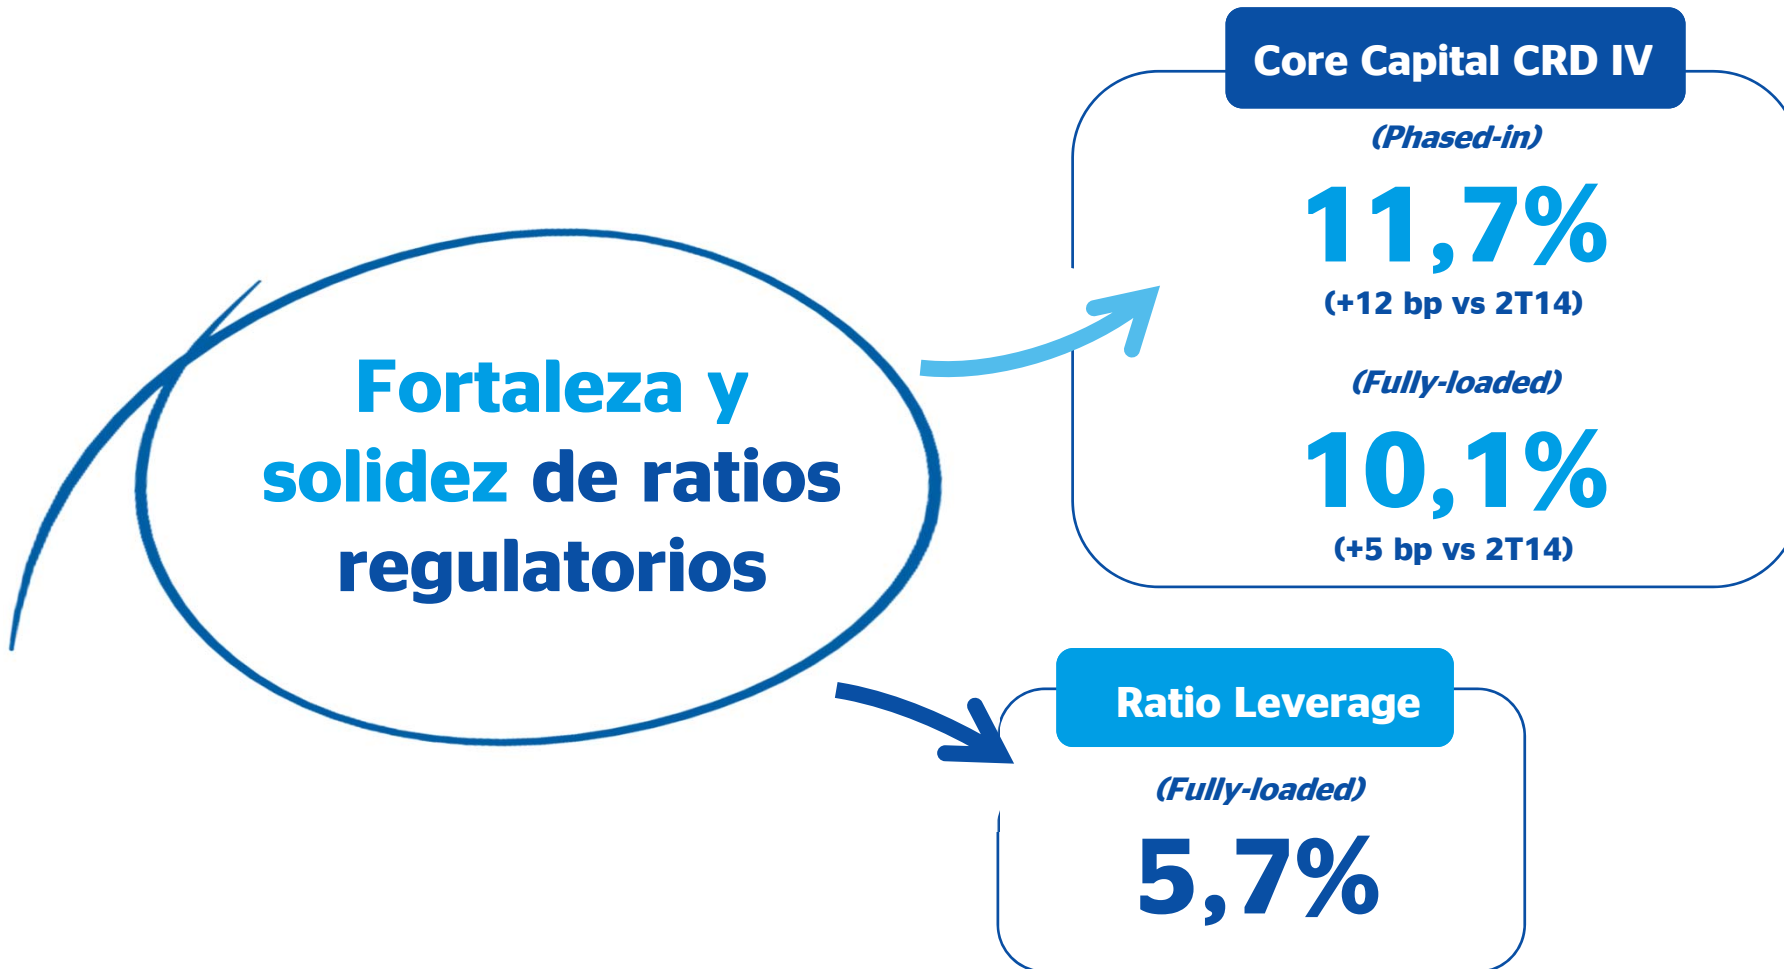 Fortaleza y
solidez de ratios
regulatorios
Core Capital CRD IV
(Phased-in)
11,7%
(+12 bp vs 2T14)
(Fully-loaded)
10,1%
(+5 bp vs 2T14)
Ratio Leverage
(Fully-loaded)
5,7%